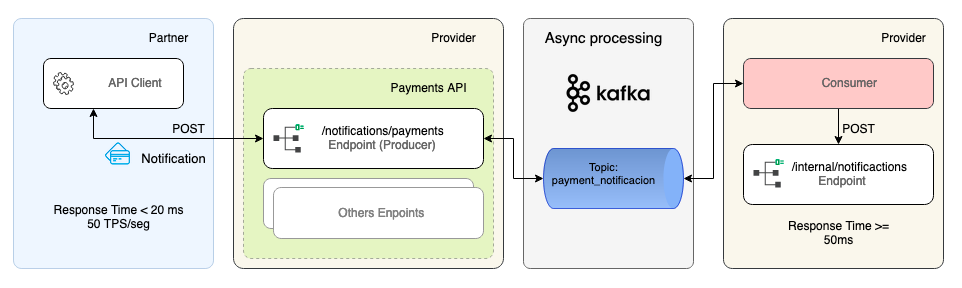 Partner
API Client
POST
Notification
Response Time < 20 ms
50 TPS/seg
Provider
Payments API
/notifications/payments
Endpoint (Producer)
Others Enpoints
Async processing
kafka
Topic:
payment_notificacion
Provider
Consumer
POST
/internal/notificactions
Endpoint
Response Time >=
50ms